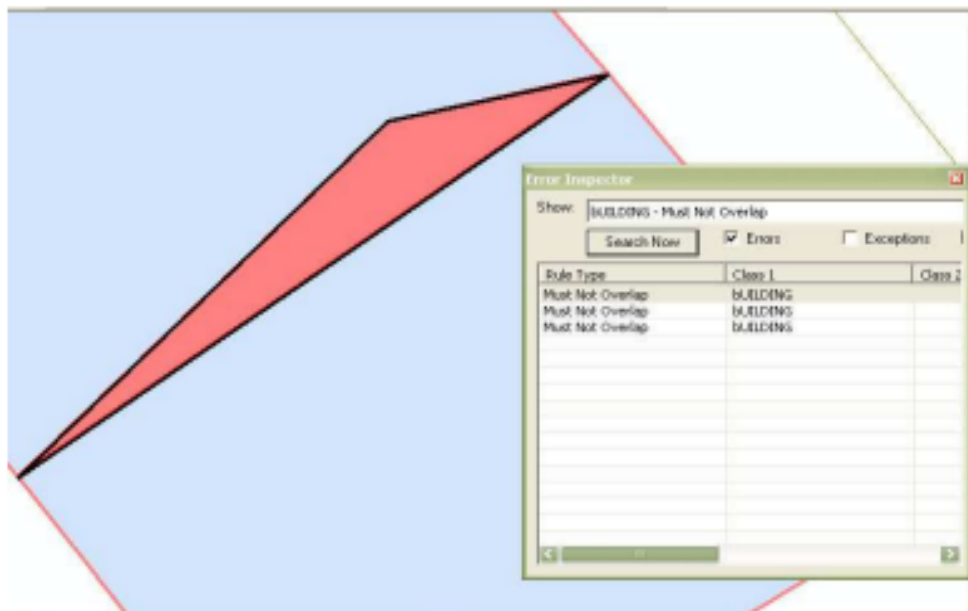 Error Inspector
Show: bUILDING - Must Not Overlap
Search Now Errors Exceptions
Rule Type Class 1 Class 2
Must Not Overlap bUILDING
Must Not Overlap bUILDING
Must Not Overlap bUILDING